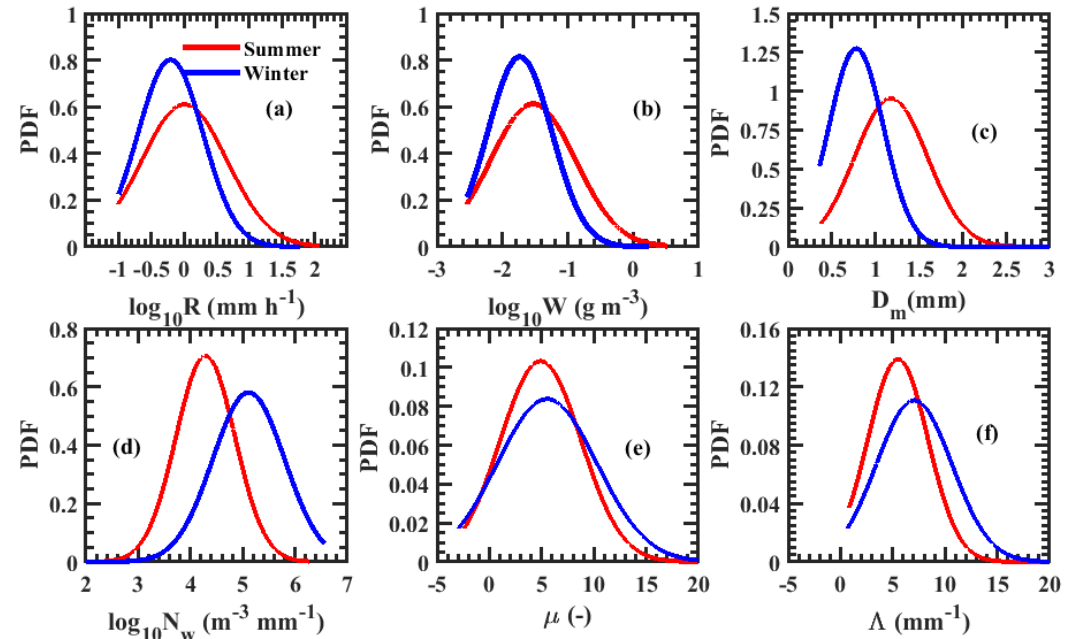 1
0.8
0.6
0.4
0.2
0
PDF
Summer
Winter
(a)
-1 -0.5 0 0.5 1 2
log₁₀R (mm h⁻¹)
1
0.8
0.6
0.4
0.2
0
PDF
(b)
-3 -2 -1 0 1
log₁₀W (g m⁻³)
1.5
1.25
1
0.75
0.5
0.25
0
PDF
(c)
0 0.5 1 1.5 2 2.5 3
Dₘ(mm)
0.8
0.6
0.4
0.2
0
PDF
(d)
2 3 4 5 6 7
log₁₀N_w (m⁻³ mm⁻¹)
0.12
0.1
0.08
0.06
0.04
0.02
0
PDF
(e)
-5 0 5 10 15 20
μ (-)
0.16
0.12
0.08
0.04
0
PDF
(f)
-5 0 5 10 15 20
Λ (mm⁻¹)